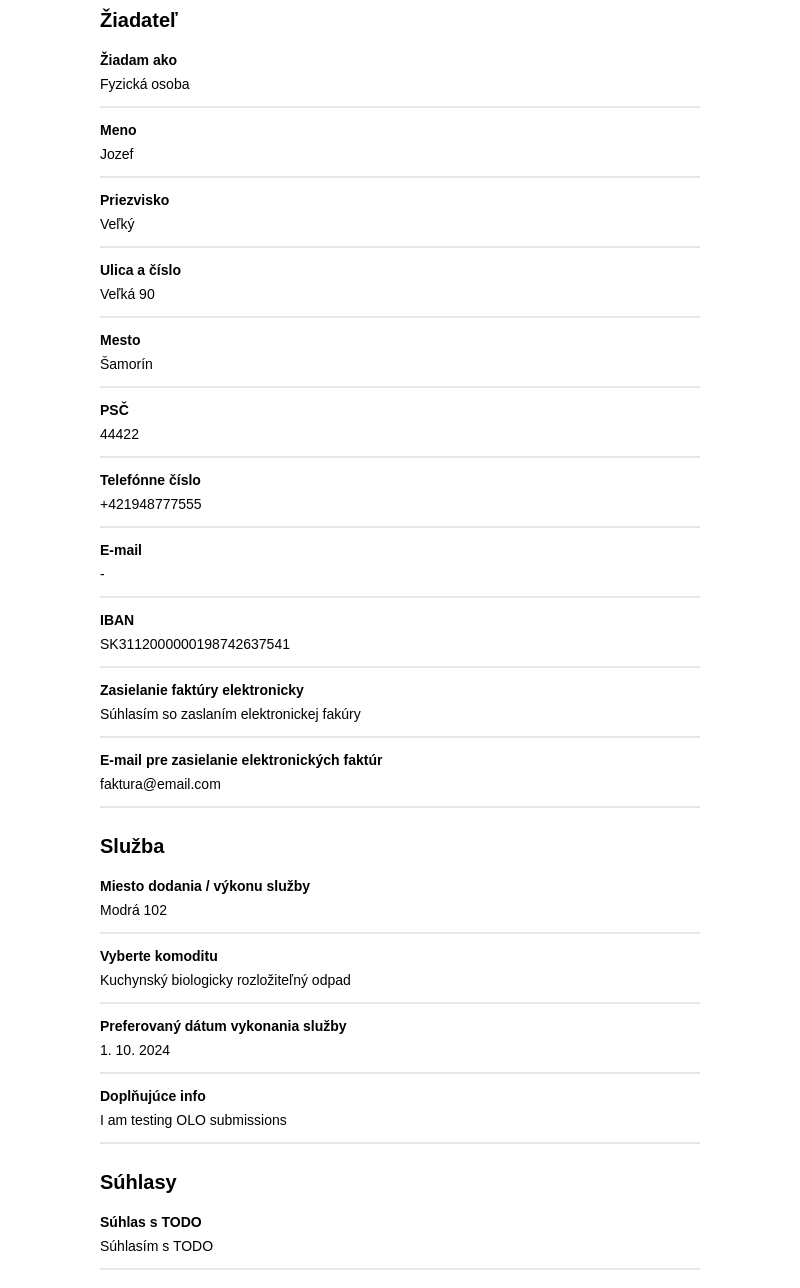 Žiadateľ
Žiadam ako
Fyzická osoba
Meno
Jozef
Priezvisko
Veľký
Ulica a číslo
Veľká 90
Mesto
Šamorín
PSČ
44422
Telefónne číslo
+421948777555
E-mail
-
IBAN
SK3112000000198742637541
Zasielanie faktúry elektronicky
Súhlasím so zaslaním elektronickej fakúry
E-mail pre zasielanie elektronických faktúr
faktura@email.com
Služba
Miesto dodania / výkonu služby
Modrá 102
Vyberte komoditu
Kuchynský biologicky rozložiteľný odpad
Preferovaný dátum vykonania služby
1. 10. 2024
Doplňujúce info
I am testing OLO submissions
Súhlasy
Súhlas s TODO
Súhlasím s TODO